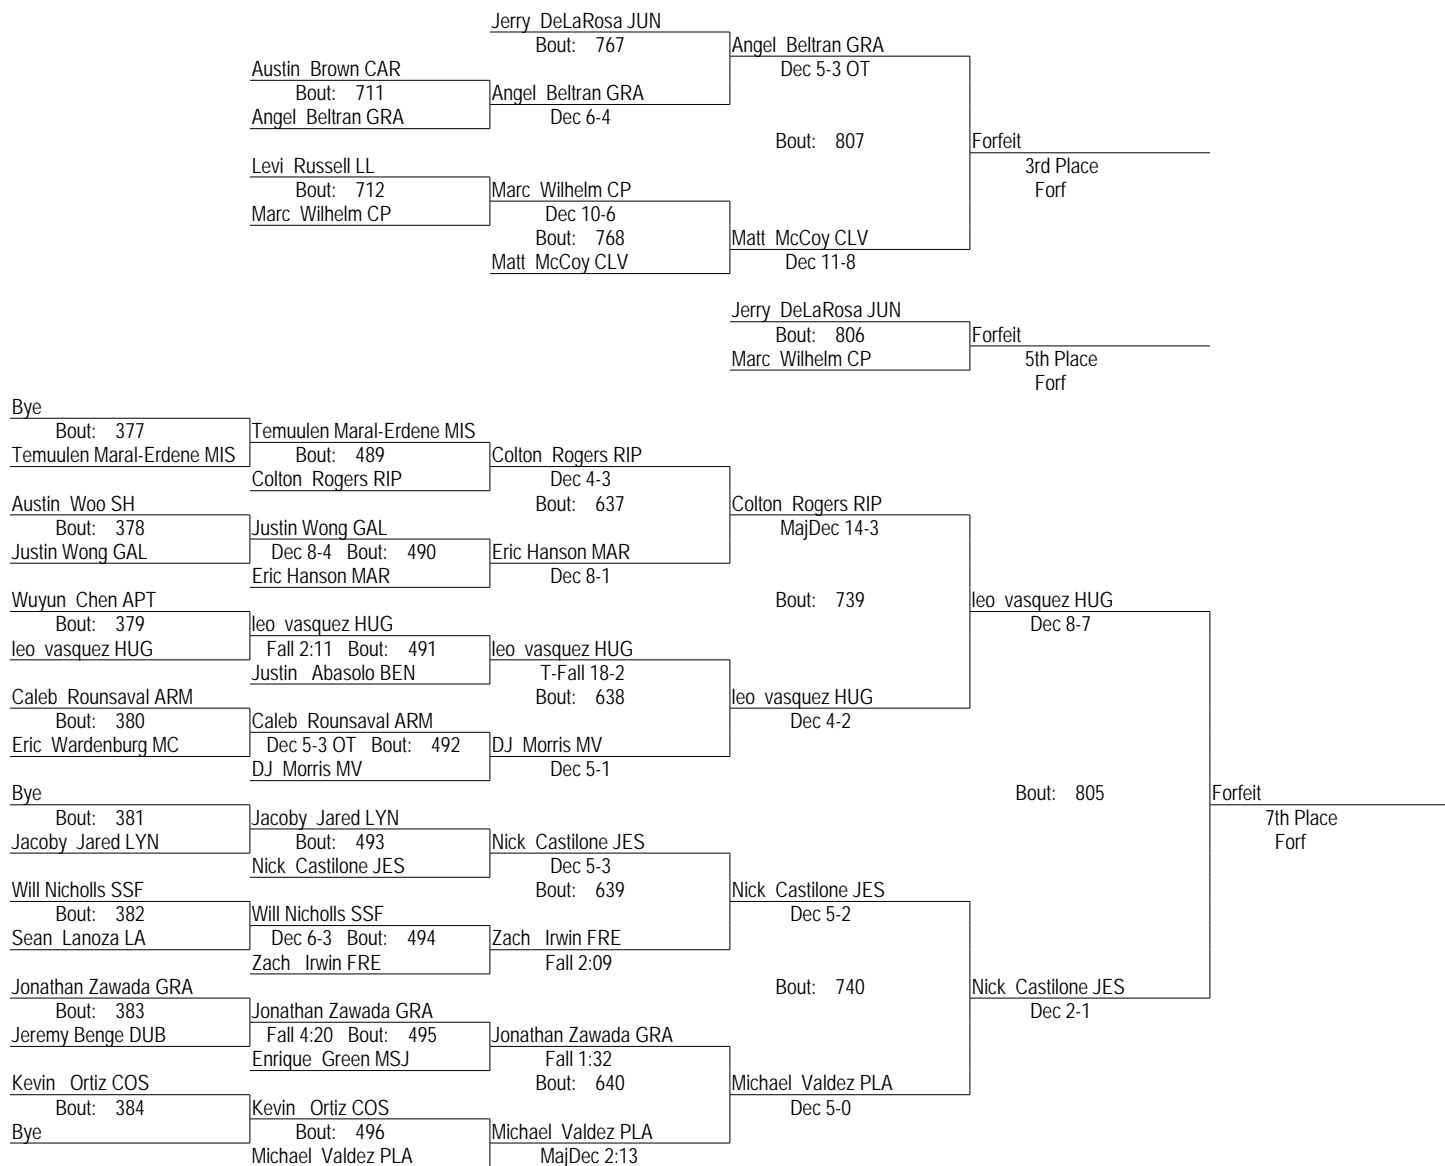 Jerry DeLaRosa JUN
Bout: 767
Angel Beltran GRA
Dec 5-3 OT
Austin Brown CAR
Bout: 711
Angel Beltran GRA
Angel Beltran GRA
Dec 6-4
Bout: 807
Forfeit
3rd Place
Forf
Levi Russell LL
Bout: 712
Marc Wilhelm CP
Marc Wilhelm CP
Dec 10-6
Bout: 768
Matt McCoy CLV
Matt McCoy CLV
Dec 11-8
Jerry DeLaRosa JUN
Bout: 806
Marc Wilhelm CP
Forfeit
5th Place
Forf
Bye
Bout: 377
Temuulen Maral-Erdene MIS
Temuulen Maral-Erdene MIS
Bout: 489
Colton Rogers RIP
Colton Rogers RIP
Dec 4-3
Bout: 637
Colton Rogers RIP
MajDec 14-3
Austin Woo SH
Bout: 378
Justin Wong GAL
Justin Wong GAL
Dec 8-4 Bout: 490
Eric Hanson MAR
Eric Hanson MAR
Dec 8-1
Bout: 739
leo vasquez HUG
Dec 8-7
Wuyun Chen APT
Bout: 379
leo vasquez HUG
leo vasquez HUG
Fall 2:11 Bout: 491
Justin Abasolo BEN
leo vasquez HUG
T-Fall 18-2
Bout: 638
leo vasquez HUG
Dec 4-2
Caleb Rounsaval ARM
Bout: 380
Eric Wardenburg MC
Caleb Rounsaval ARM
Dec 5-3 OT Bout: 492
DJ Morris MV
DJ Morris MV
Dec 5-1
Bout: 805
Forfeit
7th Place
Forf
Bye
Bout: 381
Jacoby Jared LYN
Jacoby Jared LYN
Bout: 493
Nick Castilone JES
Nick Castilone JES
Dec 5-3
Bout: 639
Nick Castilone JES
Dec 5-2
Will Nicholls SSF
Bout: 382
Sean Lanoza LA
Will Nicholls SSF
Dec 6-3 Bout: 494
Zach Irwin FRE
Zach Irwin FRE
Fall 2:09
Bout: 740
Nick Castilone JES
Dec 2-1
Jonathan Zawada GRA
Bout: 383
Jeremy Benge DUB
Jonathan Zawada GRA
Fall 4:20 Bout: 495
Enrique Green MSJ
Jonathan Zawada GRA
Fall 1:32
Bout: 640
Michael Valdez PLA
Dec 5-0
Kevin Ortiz COS
Bout: 384
Bye
Kevin Ortiz COS
Bout: 496
Michael Valdez PLA
Michael Valdez PLA
MajDec 2:13